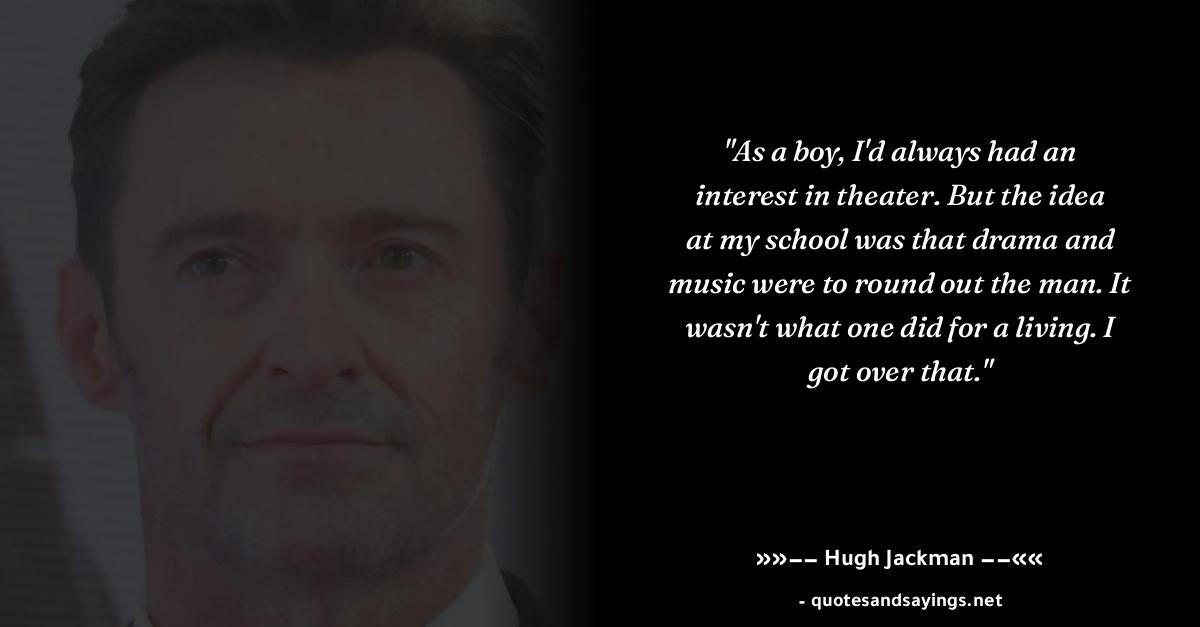 "As a boy, I'd always had an
interest in theater. But the idea
at my school was that drama and
music were to round out the man. It
wasn't what one did for a living. I
got over that."
»»−− Hugh Jackman −−««
- quotesandsayings.net